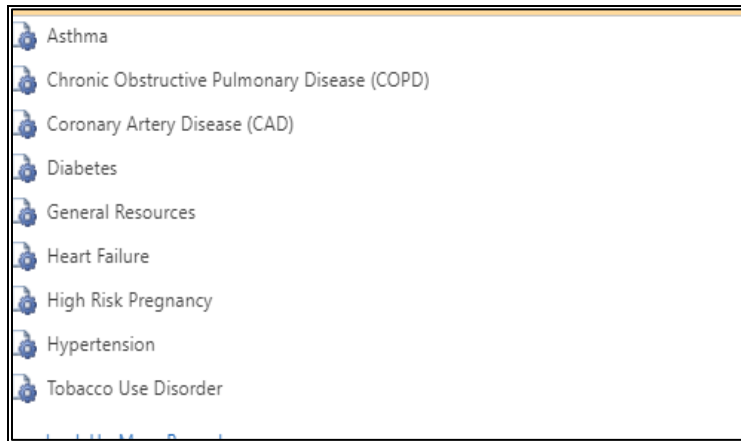 Asthma
Chronic Obstructive Pulmonary Disease (COPD)
Coronary Artery Disease (CAD)
Diabetes
General Resources
Heart Failure
High Risk Pregnancy
Hypertension
Tobacco Use Disorder